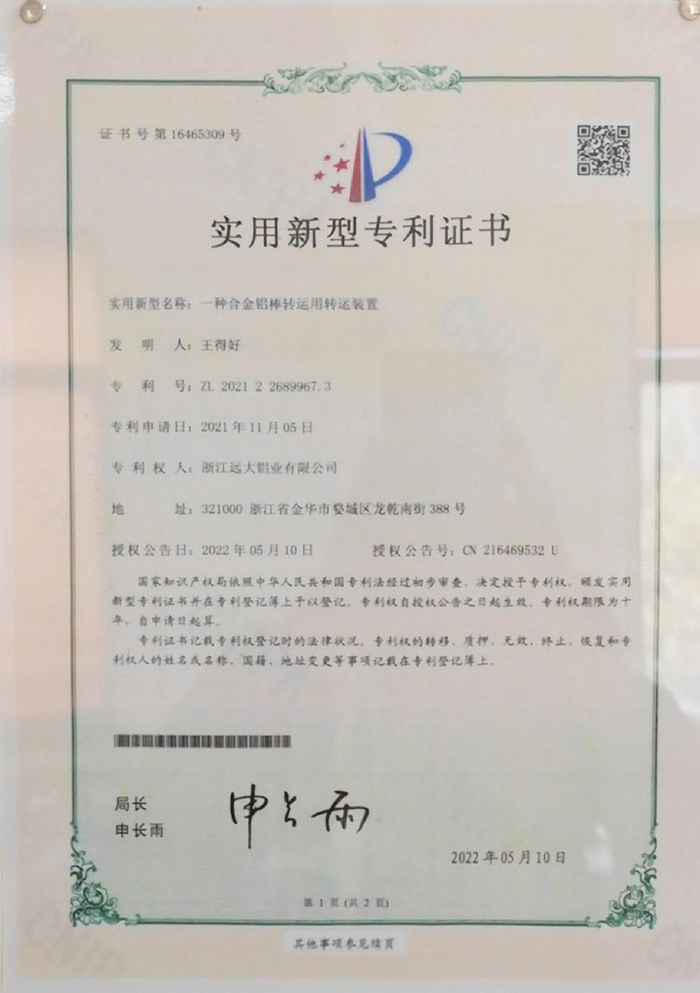 证书号第16465309号
实用新型专利证书
实用新型名称：一种合金铝棒转运用转运装置
发明人：王得好
专利号：ZL 2021 2 2689967.3
专利申请日：2021年11月05日
专利权人：浙江远大铝业有限公司
地址：321000 浙江省金华市婺城区龙乾南街388号
授权公告日：2022年05月10日 授权公告号：CN 216469532 U
国家知识产权局依照中华人民共和国专利法经过初步审查，决定授予专利权，颁发实用
新型专利证书并在专利登记簿上予以登记。专利权自授权公告之日起生效。专利权期限为十
年，自申请日起算。
专利证书记载专利权登记时的法律状况。专利权的转移、质押、无效、终止、恢复和专
利权人的姓名或名称、国籍、地址变更等事项记载在专利登记簿上。
局长
申长雨
申长雨
2022年05月10日
第1页(共2页)
其他事项参见续页
CNIPA